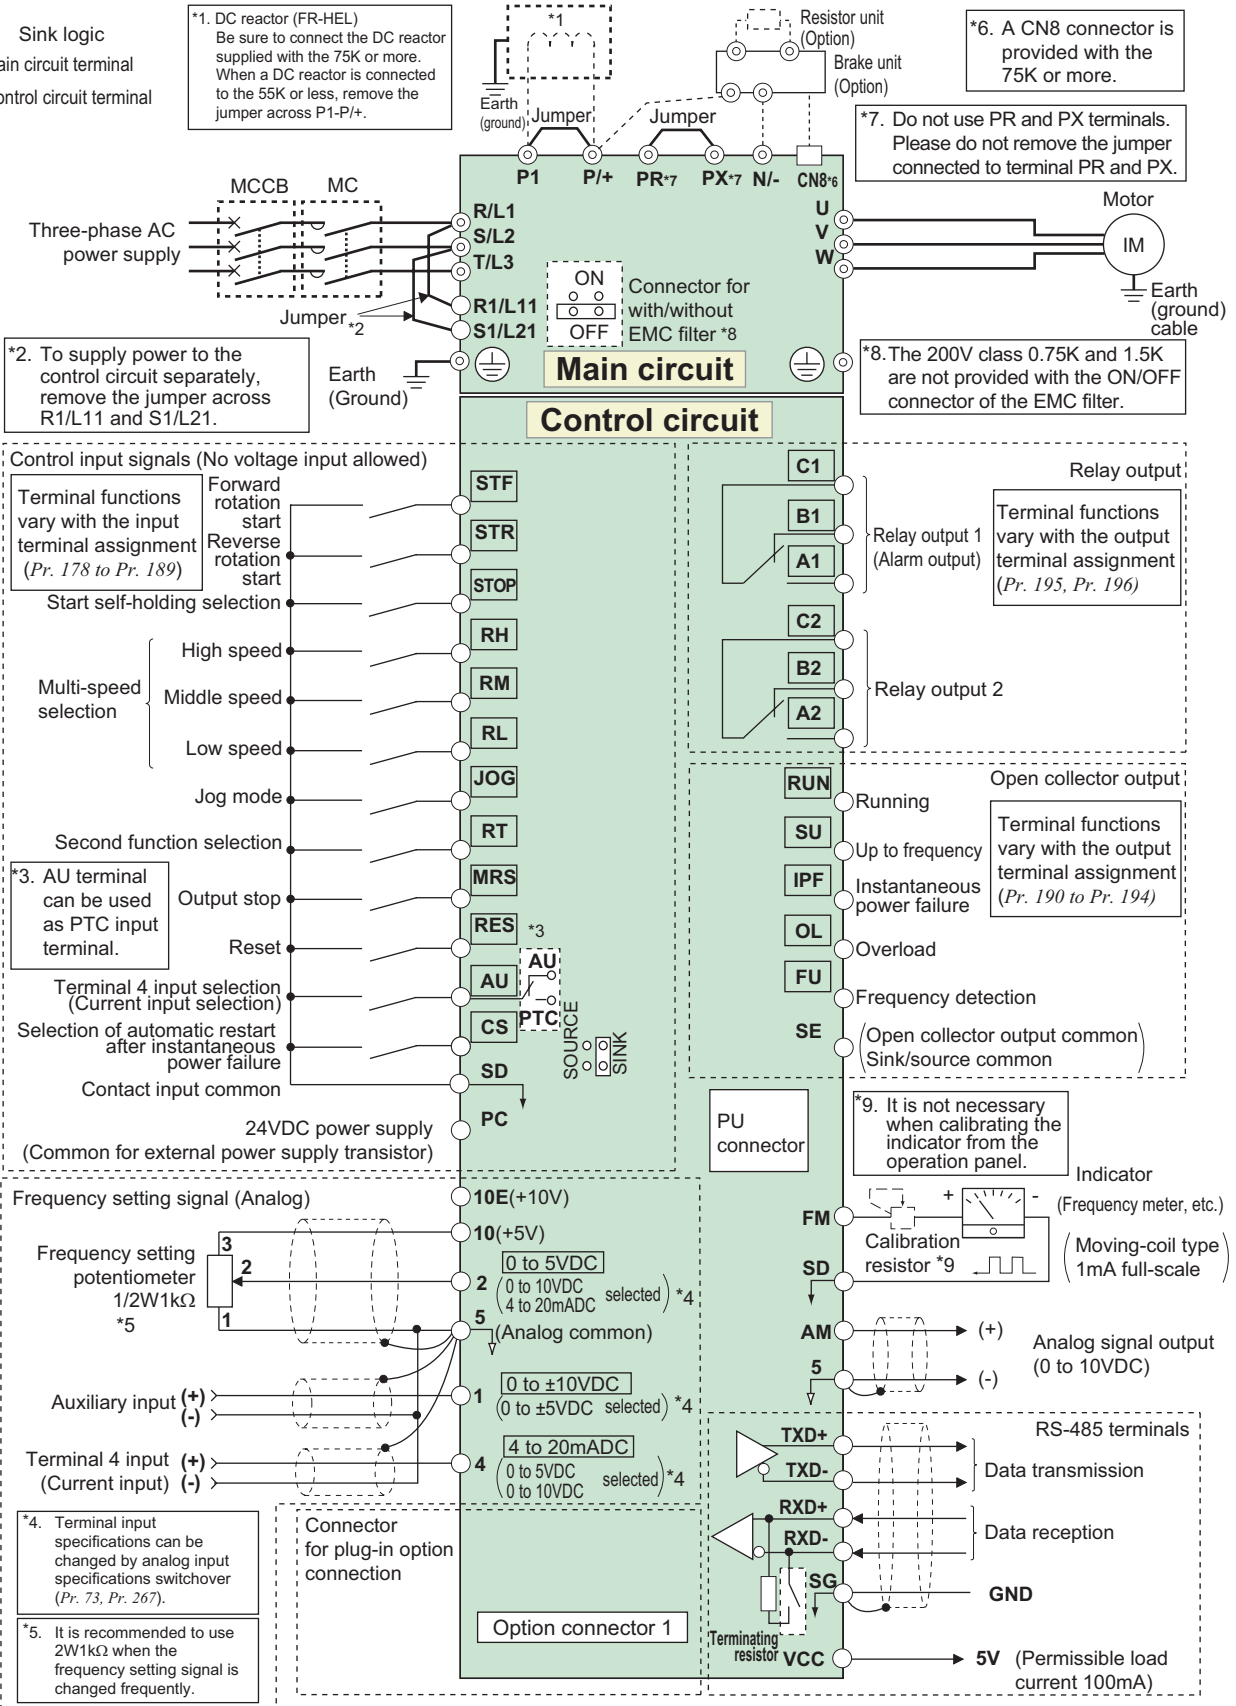 Sink logic
ain circuit terminal
ontrol circuit terminal
*1. DC reactor (FR-HEL)
Be sure to connect the DC reactor
supplied with the 75K or more.
When a DC reactor is connected
to the 55K or less, remove the
jumper across P1-P/+.
*1
Earth
(ground)
Jumper
Jumper
Resistor unit
(Option)
Brake unit
(Option)
*6. A CN8 connector is
provided with the
75K or more.
*7. Do not use PR and PX terminals.
Please do not remove the jumper
connected to terminal PR and PX.
P1
P/+
PR*7
PX*7
N/-
CN8*6
MCCB
MC
Three-phase AC
power supply
R/L1
S/L2
T/L3
R1/L11
S1/L21
Jumper *2
ON
OFF
Connector for
with/without
EMC filter *8
U
V
W
Motor
IM
Earth
(ground)
cable
*2. To supply power to the
control circuit separately,
remove the jumper across
R1/L11 and S1/L21.
Earth
(Ground)
Main circuit
*8. The 200V class 0.75K and 1.5K
are not provided with the ON/OFF
connector of the EMC filter.
Control circuit
Control input signals (No voltage input allowed)
Terminal functions
vary with the input
terminal assignment
(Pr. 178 to Pr. 189)
Forward
rotation
start
STF
Reverse
rotation
start
STR
Start self-holding selection
STOP
Multi-speed
selection
High speed
RH
Middle speed
RM
Low speed
RL
Jog mode
JOG
Second function selection
RT
*3. AU terminal
can be used
as PTC input
terminal.
Output stop
MRS
Reset
RES
*3
Terminal 4 input selection
(Current input selection)
AU
AU
PTC
Selection of automatic restart
after instantaneous
power failure
CS
SOURCE
SINK
Contact input common
SD
24VDC power supply
(Common for external power supply transistor)
PC
C1
B1
A1
Relay output
Relay output 1
(Alarm output)
Terminal functions
vary with the output
terminal assignment
(Pr. 195, Pr. 196)
C2
B2
A2
Relay output 2
Open collector output
RUN
Running
SU
Up to frequency
IPF
Instantaneous
power failure
OL
Overload
FU
Frequency detection
SE
(Open collector output common
Sink/source common)
Terminal functions
vary with the output
terminal assignment
(Pr. 190 to Pr. 194)
PU
connector
*9. It is not necessary
when calibrating the
indicator from the
operation panel.
Frequency setting signal (Analog)
10E(+10V)
10(+5V)
Frequency setting
potentiometer
1/2W1kΩ
*5
3
2
1
2
0 to 5VDC
(0 to 10VDC
4 to 20mADC selected) *4
5
(Analog common)
Auxiliary input (+)
(-)
1
0 to ±10VDC
(0 to ±5VDC selected) *4
Terminal 4 input (+)
(Current input) (-)
4
4 to 20mADC
(0 to 5VDC
0 to 10VDC selected) *4
*4. Terminal input
specifications can be
changed by analog input
specifications switchover
(Pr. 73, Pr. 267).
*5. It is recommended to use
2W1kΩ when the
frequency setting signal is
changed frequently.
Connector
for plug-in option
connection
Option connector 1
FM
Calibration
resistor *9
+
-
Indicator
(Frequency meter, etc.)
(Moving-coil type
1mA full-scale)
SD
AM
(+)
5
(-)
Analog signal output
(0 to 10VDC)
RS-485 terminals
TXD+
TXD-
Data transmission
RXD+
RXD-
Data reception
SG
GND
Terminating
resistor
VCC
5V
(Permissible load
current 100mA)